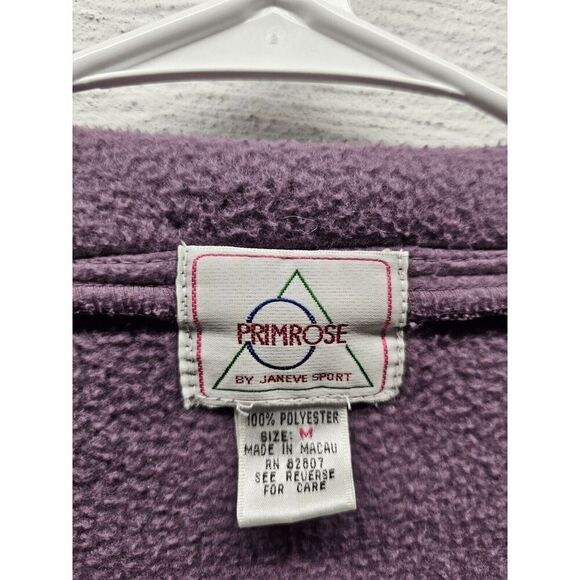 PRIMROSE
BY JANEVE SPORT
100% POLYESTER
SIZE: M
MADE IN MACAU
RN 82807
SEE REVERSE
FOR CARE